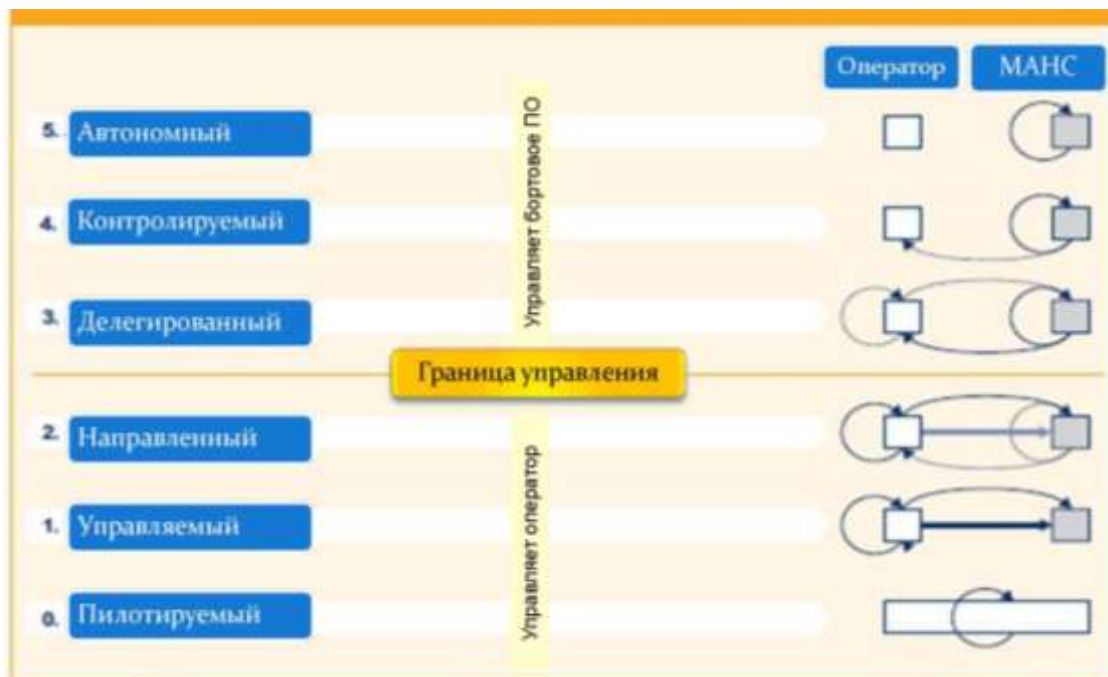 Оператор МАНС
5. Автономный
4. Контролируемый
3. Делегированный
Управляет бортовое ПО
Граница управления
2. Направленный
1. Управляемый
0. Пилотируемый
Управляет оператор